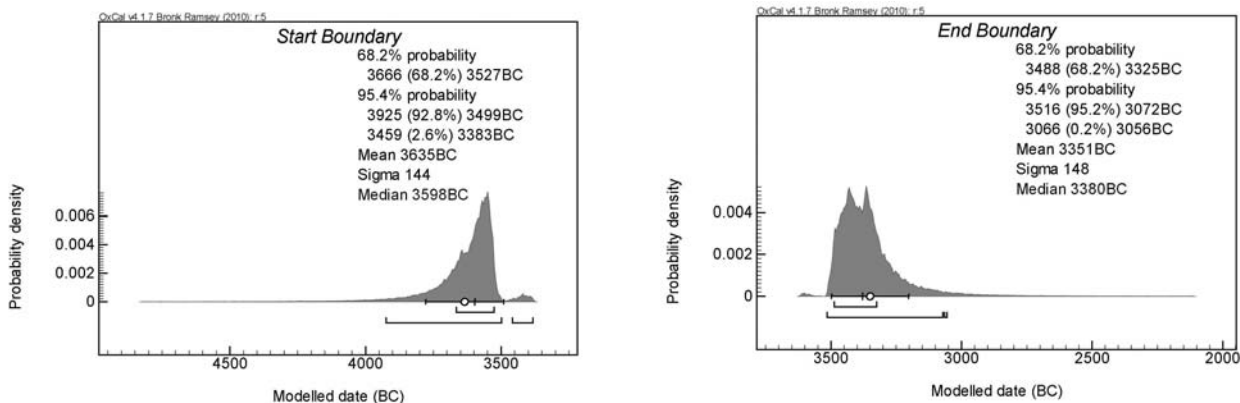 OxCal v4.1.7 Bronk Ramsey (2010); r:5
Start Boundary
68.2% probability
3666 (68.2%) 3527BC
95.4% probability
3925 (92.8%) 3499BC
3459 (2.6%) 3383BC
Mean 3635BC
Sigma 144
Median 3598BC
Probability density
0.006
0.004
0.002
0
4500 4000 3500
Modelled date (BC)
OxCal v4.1.7 Bronk Ramsey (2010); r:5
End Boundary
68.2% probability
3488 (68.2%) 3325BC
95.4% probability
3516 (95.2%) 3072BC
3066 (0.2%) 3056BC
Mean 3351BC
Sigma 148
Median 3380BC
Probability density
0.004
0.002
0
3500 3000 2500 2000
Modelled date (BC)